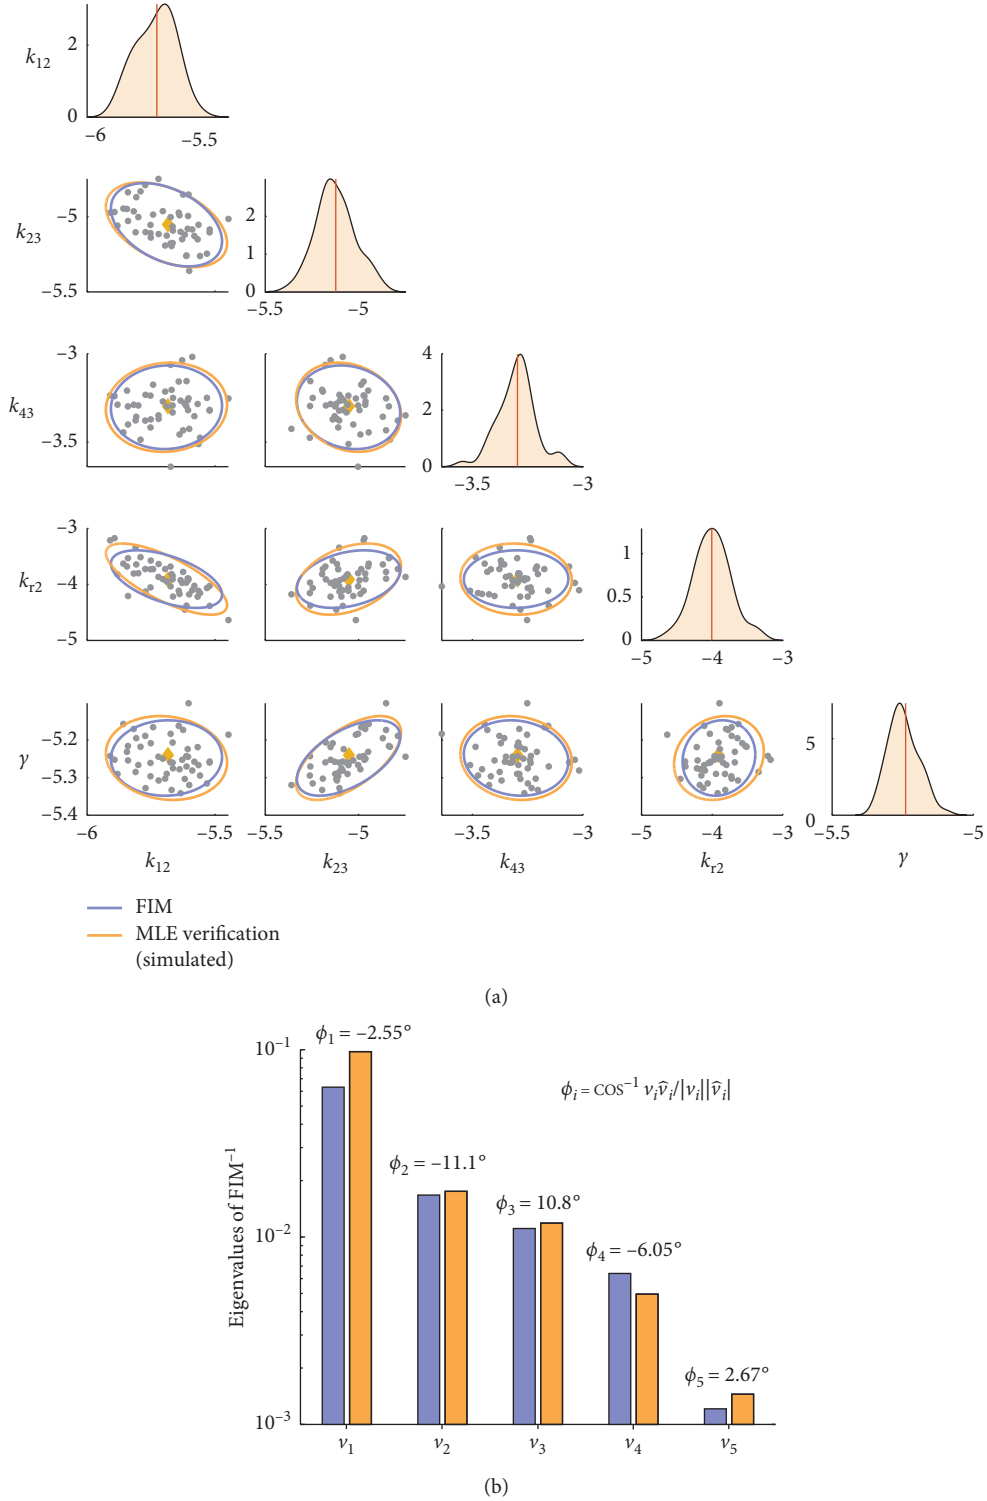 k12
2
0
–6
–5.5
k23
–5
–5.5
2
1
0
–5.5
–5
k43
–3
–3.5
4
2
0
–3.5
–3
kr2
–3
–4
–5
1
0.5
0
–5
–4
–3
γ
–5.2
–5.3
–5.4
–6
–5.5
–5.5
–5
–3.5
–3
–5
–4
–3
5
0
–5.5
–5
k12
k23
k43
kr2
γ
FIM
MLE verification
(simulated)
(a)
Eigenvalues of FIM⁻¹
10⁻¹
10⁻²
10⁻³
ϕ1 = –2.55°
ϕi = COS⁻¹ vi v̂i/|vi||v̂i|
ϕ2 = –11.1°
ϕ3 = 10.8°
ϕ4 = –6.05°
ϕ5 = 2.67°
v1
v2
v3
v4
v5
(b)